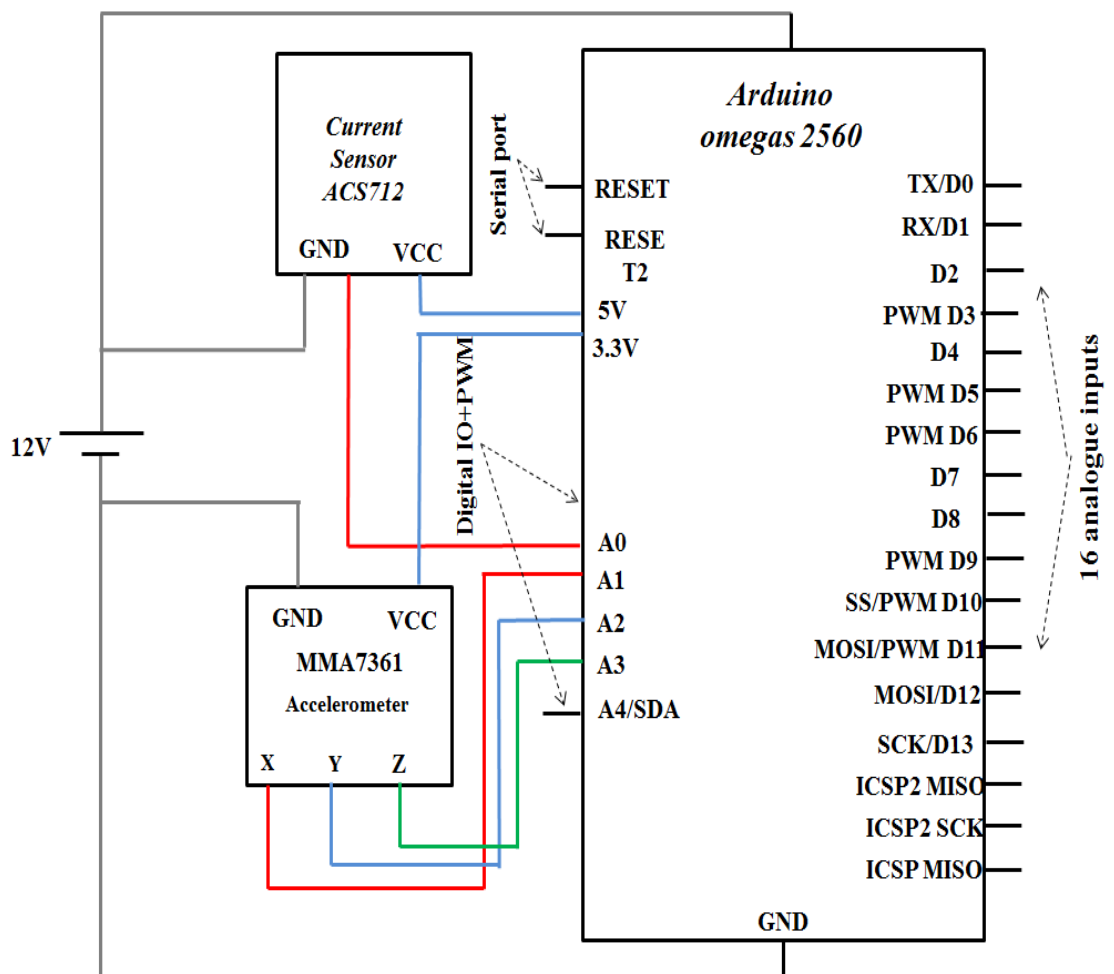 Arduino
omegas 2560
Current
Sensor
ACS712
GND
VCC
Serial port
RESET
RESE
T2
5V
3.3V
Digital IO+PWM
A0
A1
A2
A3
A4/SDA
12V
GND
VCC
MMA7361
Accelerometer
X
Y
Z
TX/D0
RX/D1
D2
PWM D3
D4
PWM D5
PWM D6
D7
D8
PWM D9
SS/PWM D10
MOSI/PWM D11
MOSI/D12
SCK/D13
ICSP2 MISO
ICSP2 SCK
ICSP MISO
16 analogue inputs
GND